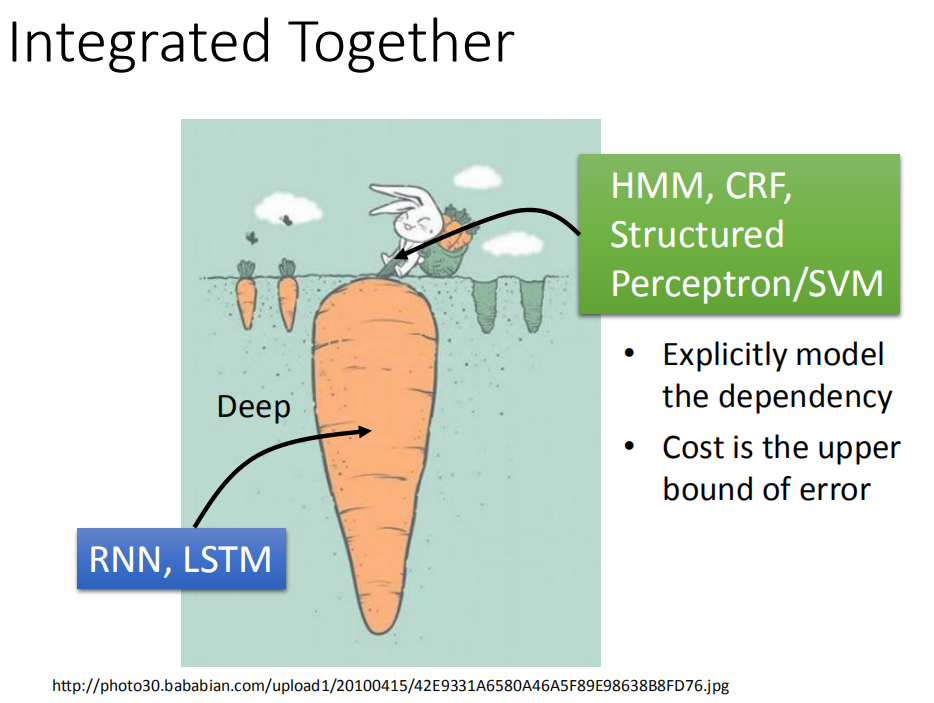 Integrated Together
HMM, CRF,
Structured
Perceptron/SVM
• Explicitly model
the dependency
• Cost is the upper
bound of error
Deep
RNN, LSTM
http://photo30.bababian.com/upload1/20100415/42E9331A6580A46A5F89E98638B8FD76.jpg